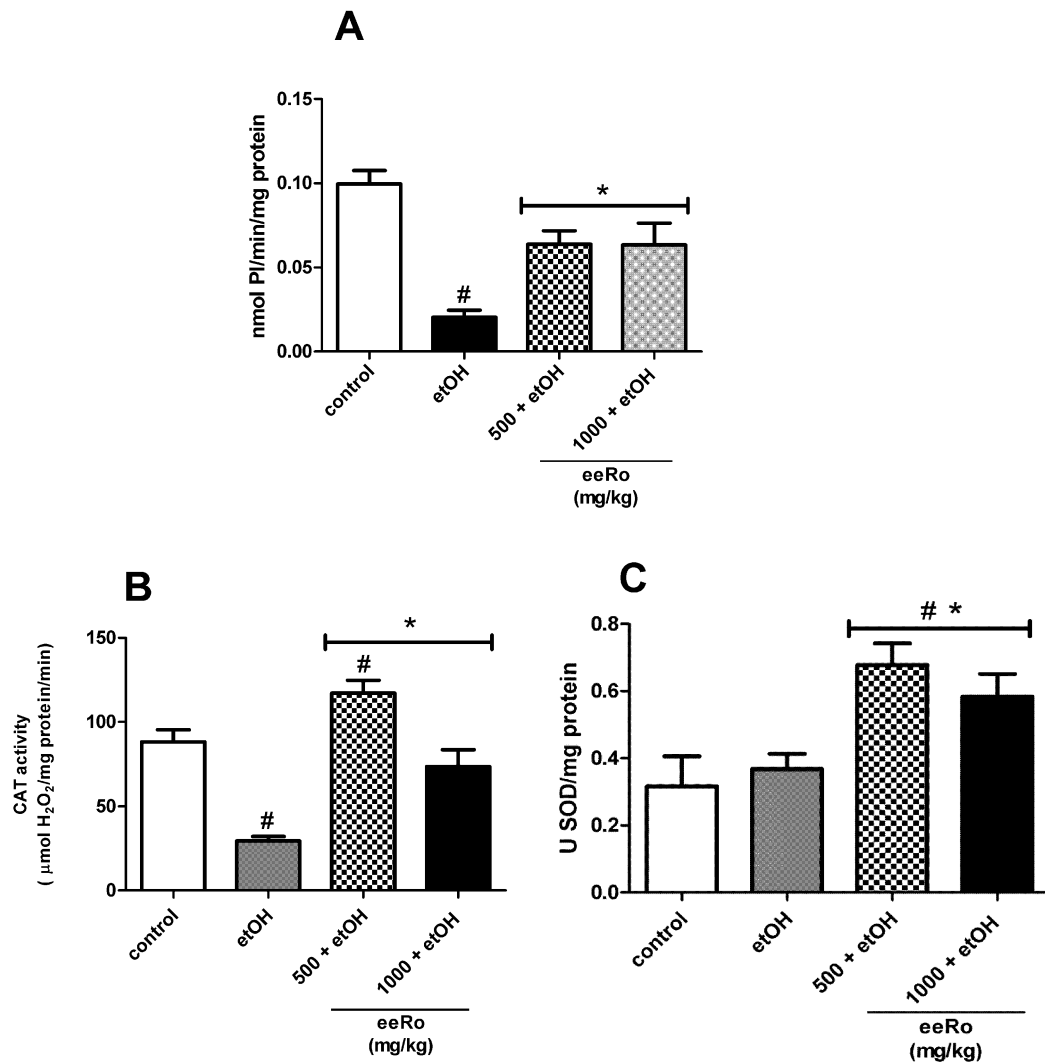 A
nmol PI/min/mg protein
0.15
0.10
0.05
0.00
#
*
control
etOH
500 + etOH
1000 + etOH
eeRo
(mg/kg)
B
CAT activity
( μmol H₂O₂/mg protein/min)
150
100
50
0
#
#
*
control
etOH
500 + etOH
1000 + etOH
eeRo
(mg/kg)
C
U SOD/mg protein
0.8
0.6
0.4
0.2
0.0
# *
control
etOH
500 + etOH
1000 + etOH
eeRo
(mg/kg)